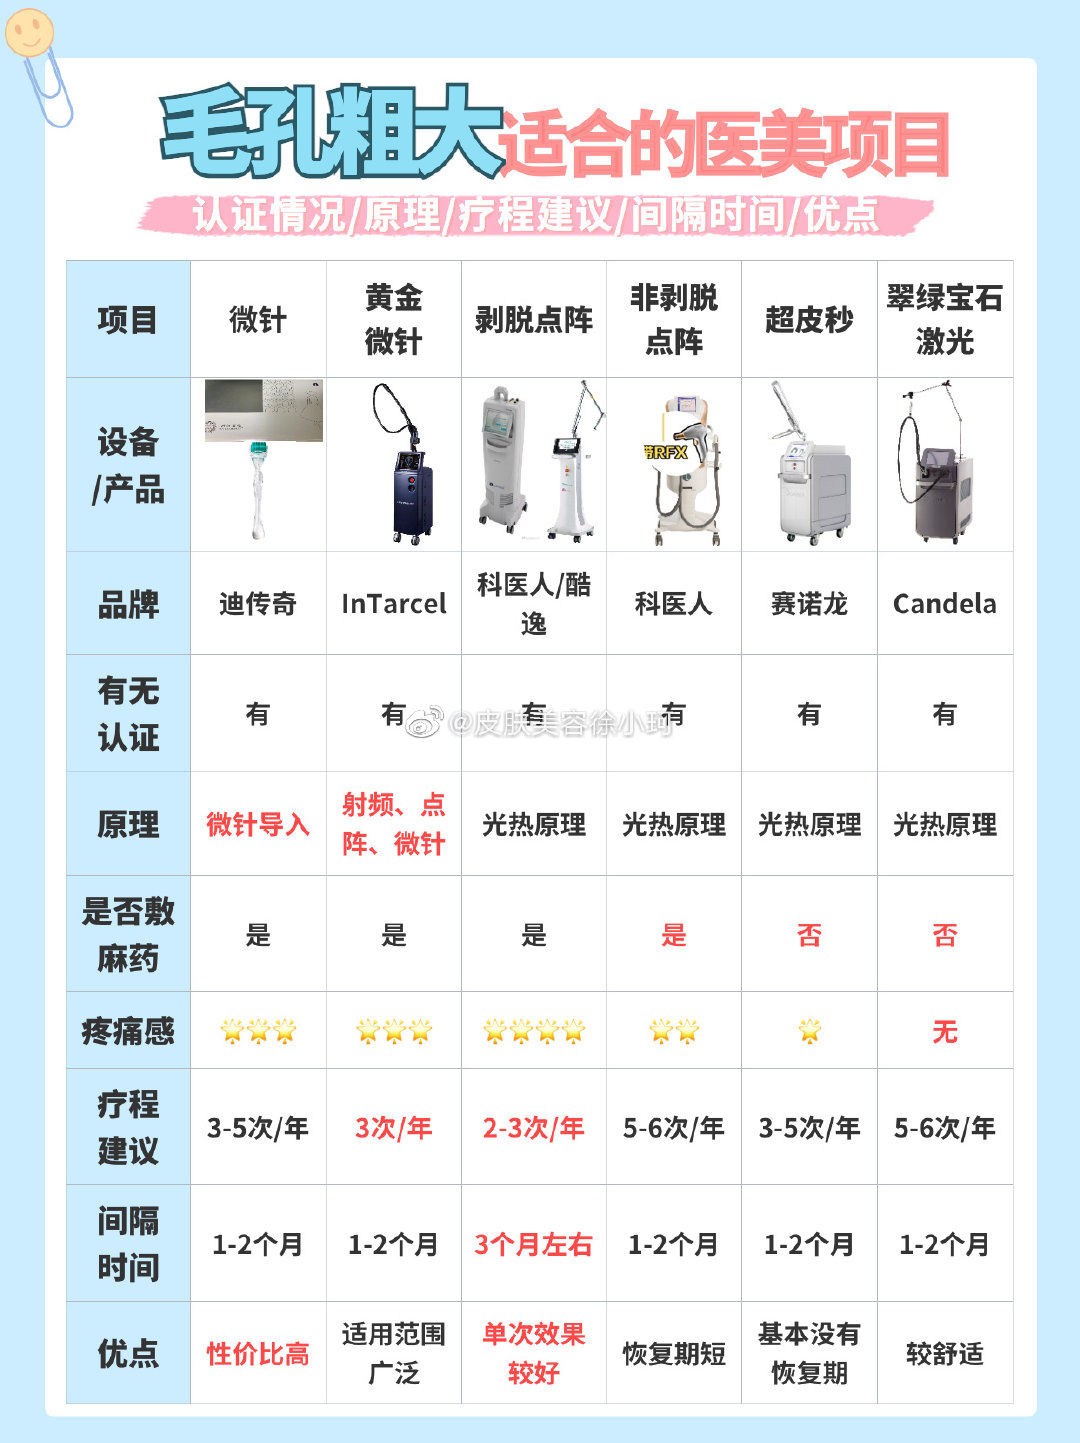 毛孔粗大适合的医美项目
认证情况/原理/疗程建议/间隔时间/优点
项目
微针
黄金
微针
剥脱点阵
非剥脱
点阵
超皮秒
翠绿宝石
激光
设备
/产品
带RFX
品牌
迪传奇
InTarcel
科医人/酷
逸
科医人
赛诺龙
Candela
有无
认证
有
有
有
有
有
有
@皮肤美容徐小珂
原理
微针导入
射频、点
阵、微针
光热原理
光热原理
光热原理
光热原理
是否敷
麻药
是
是
是
是
否
否
疼痛感
🌟🌟🌟
🌟🌟🌟
🌟🌟🌟🌟
🌟🌟
🌟
无
疗程
建议
3-5次/年
3次/年
2-3次/年
5-6次/年
3-5次/年
5-6次/年
间隔
时间
1-2个月
1-2个月
3个月左右
1-2个月
1-2个月
1-2个月
优点
性价比高
适用范围
广泛
单次效果
较好
恢复期短
基本没有
恢复期
较舒适